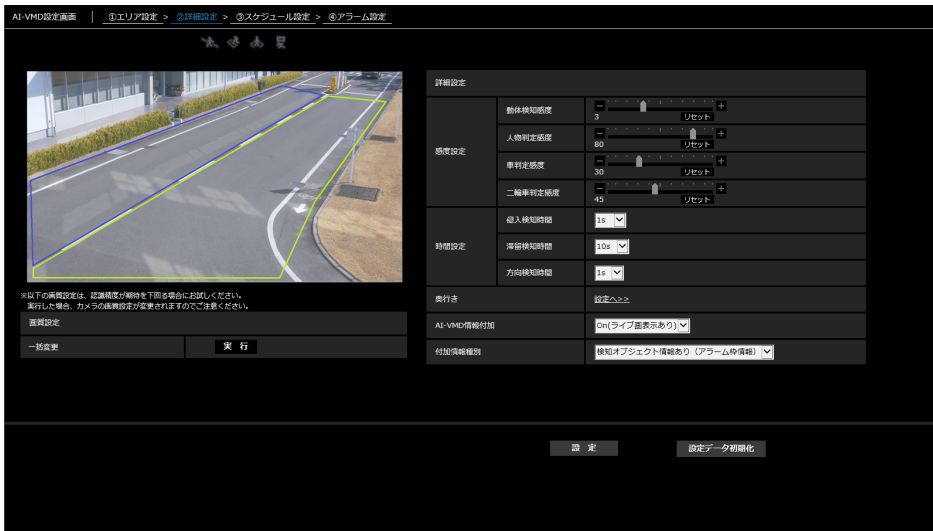 AI-VMD設定画面 ①エリア設定 > ②詳細設定 > ③スケジュール設定 > ④アラーム設定
詳細設定
感度設定
動体検知感度
3 リセット
人物判定感度
80 リセット
車判定感度
30 リセット
二輪車判定感度
45 リセット
時間設定
侵入検知時間 1s
滞留検知時間 10s
方向検知時間 1s
奥行き 設定へ>>
AI-VMD情報付加 On(ライブ画表示あり)
付加情報種別 検知オブジェクト情報あり（アラーム枠情報）
※以下の画質設定は、認識精度が期待を下回る場合にお試しください。
実行した場合、カメラの画質設定が変更されますのでご注意ください。
画質設定
一括変更 実 行
設 定 設定データ初期化